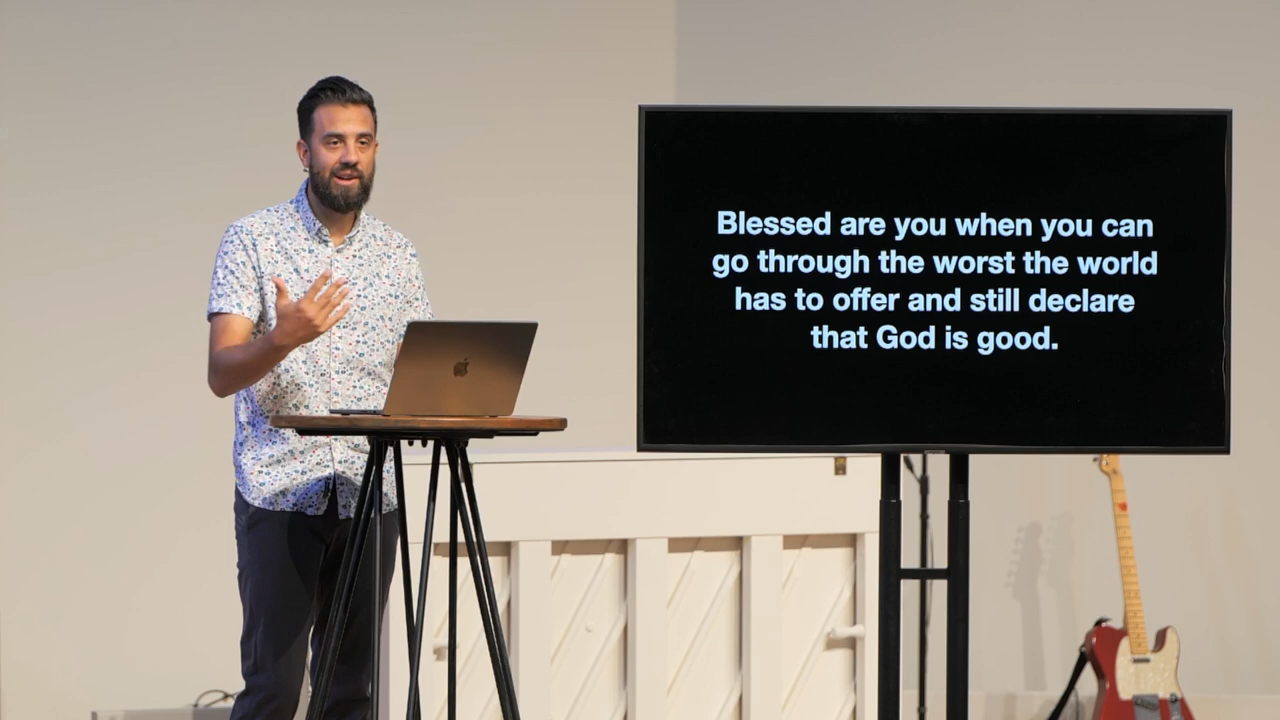 Blessed are you when you can
go through the worst the world
has to offer and still declare
that God is good.